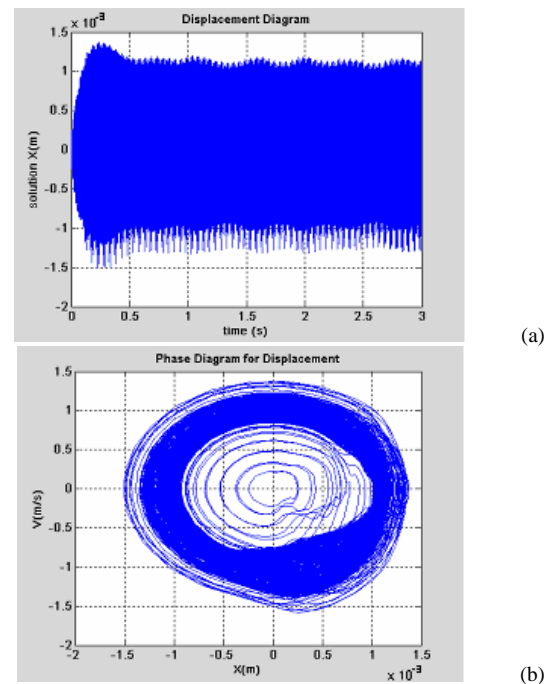 Displacement Diagram
x 10⁻³
1.5
1
0.5
0
-0.5
-1
-1.5
-2
solution X(m)
0 0.5 1 1.5 2 2.5 3
time (s)
(a)
Phase Diagram for Displacement
1.5
1
0.5
0
-0.5
-1
-1.5
-2
V(m/s)
-2 -1.5 -1 -0.5 0 0.5 1 1.5
X(m)
x 10⁻³
(b)